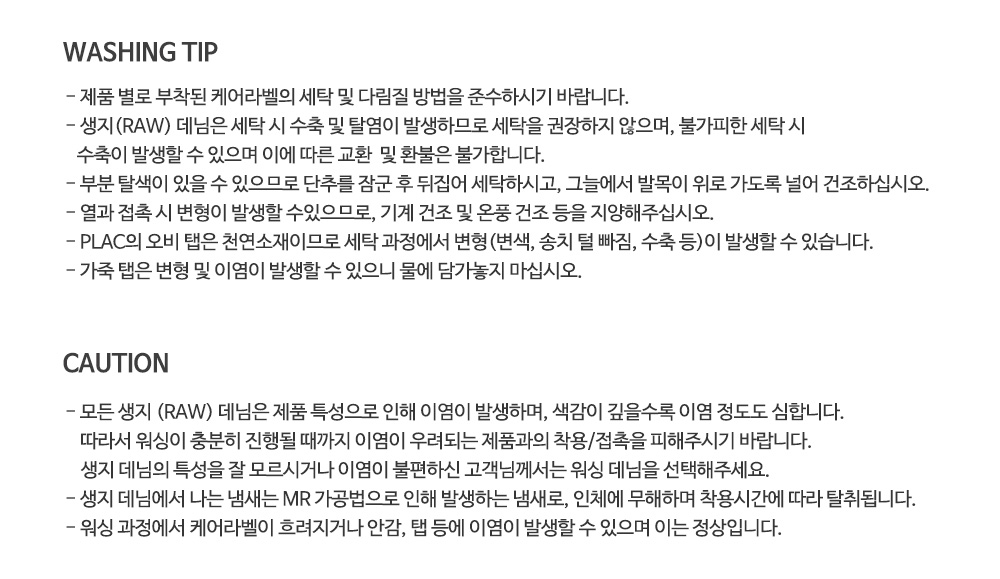 WASHING TIP
- 제품 별로 부착된 케어라벨의 세탁 및 다림질 방법을 준수하시기 바랍니다.
- 생지(RAW) 데님은 세탁 시 수축 및 탈염이 발생하므로 세탁을 권장하지 않으며, 불가피한 세탁 시
수축이 발생할 수 있으며 이에 따른 교환 및 환불은 불가합니다.
- 부분 탈색이 있을 수 있으므로 단추를 잠군 후 뒤집어 세탁하시고, 그늘에서 발목이 위로 가도록 널어 건조하십시오.
- 열과 접촉 시 변형이 발생할 수있으므로, 기계 건조 및 온풍 건조 등을 지양해주십시오.
- PLAC의 오비 탭은 천연소재이므로 세탁 과정에서 변형(변색, 송치 털 빠짐, 수축 등)이 발생할 수 있습니다.
- 가죽 탭은 변형 및 이염이 발생할 수 있으니 물에 담가놓지 마십시오.
CAUTION
- 모든 생지 (RAW) 데님은 제품 특성으로 인해 이염이 발생하며, 색감이 깊을수록 이염 정도도 심합니다.
따라서 워싱이 충분히 진행될 때까지 이염이 우려되는 제품과의 착용/접촉을 피해주시기 바랍니다.
생지 데님의 특성을 잘 모르시거나 이염이 불편하신 고객님께서는 워싱 데님을 선택해주세요.
- 생지 데님에서 나는 냄새는 MR 가공법으로 인해 발생하는 냄새로, 인체에 무해하며 착용시간에 따라 탈취됩니다.
- 워싱 과정에서 케어라벨이 흐려지거나 안감, 탭 등에 이염이 발생할 수 있으며 이는 정상입니다.